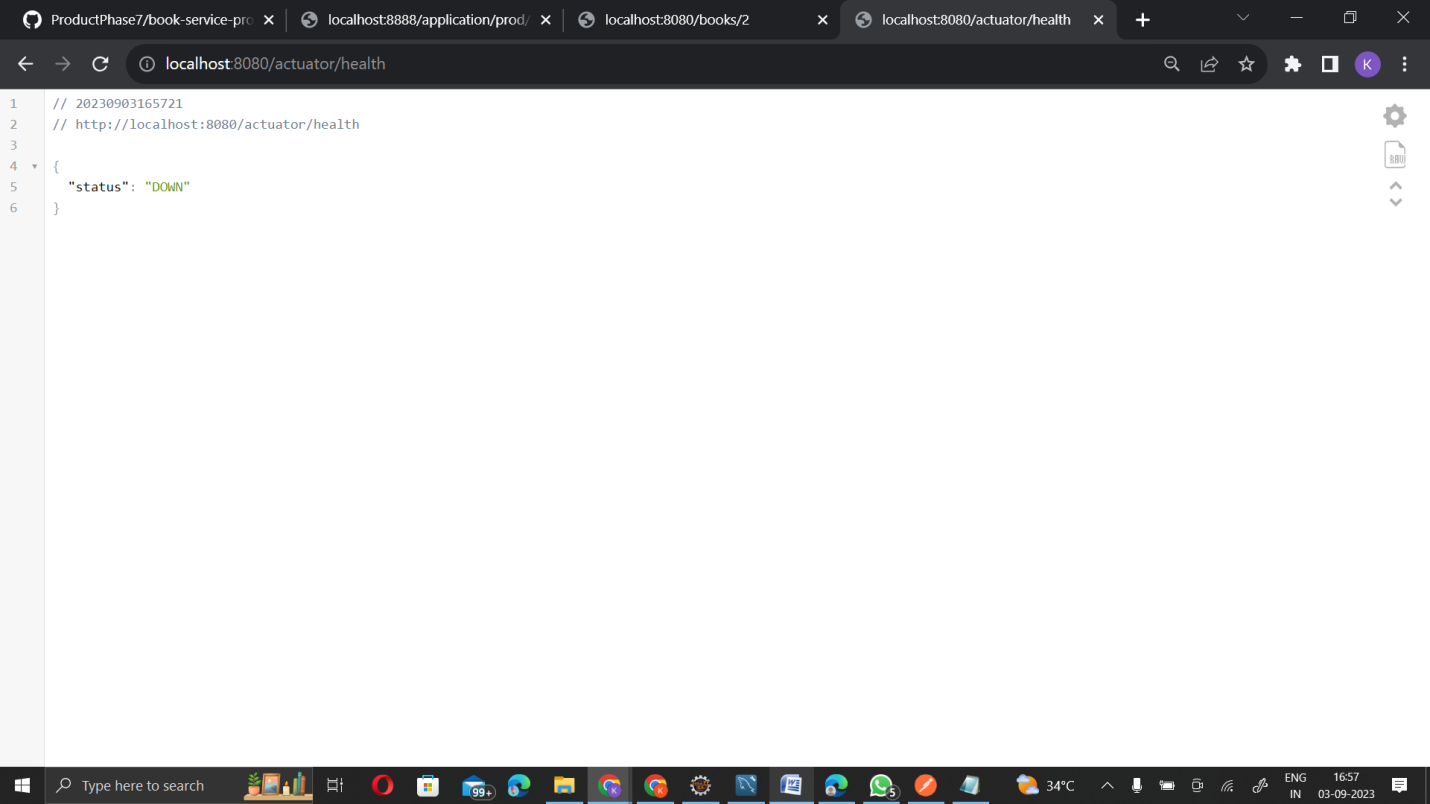 ProductPhase7/book-service-pro
localhost:8888/application/prod/
localhost:8080/books/2
localhost:8080/actuator/health
localhost:8080/actuator/health
K
1 // 20230903165721
2 // http://localhost:8080/actuator/health
3
4 {
5 "status": "DOWN"
6 }
RAW
Type here to search
99+
K
K
W
5
34°C
ENG
IN
16:57
03-09-2023